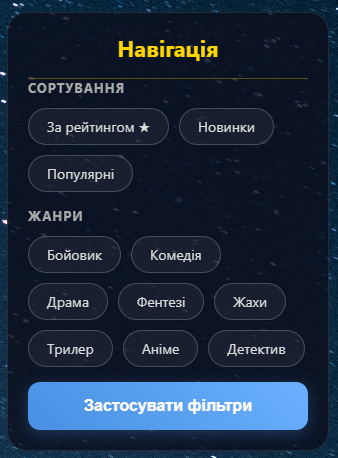 Навігація
СОРТУВАННЯ
За рейтингом ★ Новинки
Популярні
ЖАНРИ
Бойовик Комедія
Драма Фентезі Жахи
Трилер Аніме Детектив
Застосувати фільтри